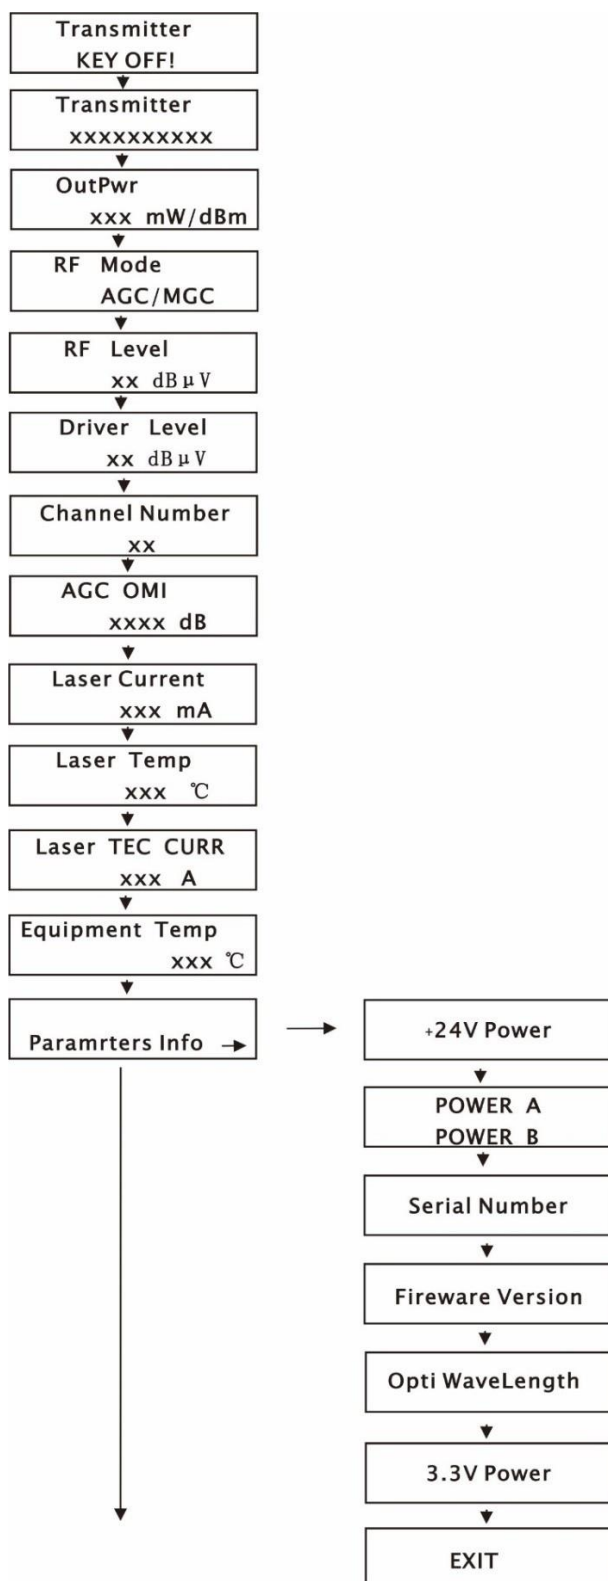 Transmitter
KEY OFF!
Transmitter
xxxxxxxxxx
OutPwr
xxx mW/dBm
RF Mode
AGC/MGC
RF Level
xx dBμV
Driver Level
xx dBμV
Channel Number
xx
AGC OMI
xxxx dB
Laser Current
xxx mA
Laser Temp
xxx ℃
Laser TEC CURR
xxx A
Equipment Temp
xxx ℃
Paramrters Info
+24V Power
POWER A
POWER B
Serial Number
Fireware Version
Opti WaveLength
3.3V Power
EXIT